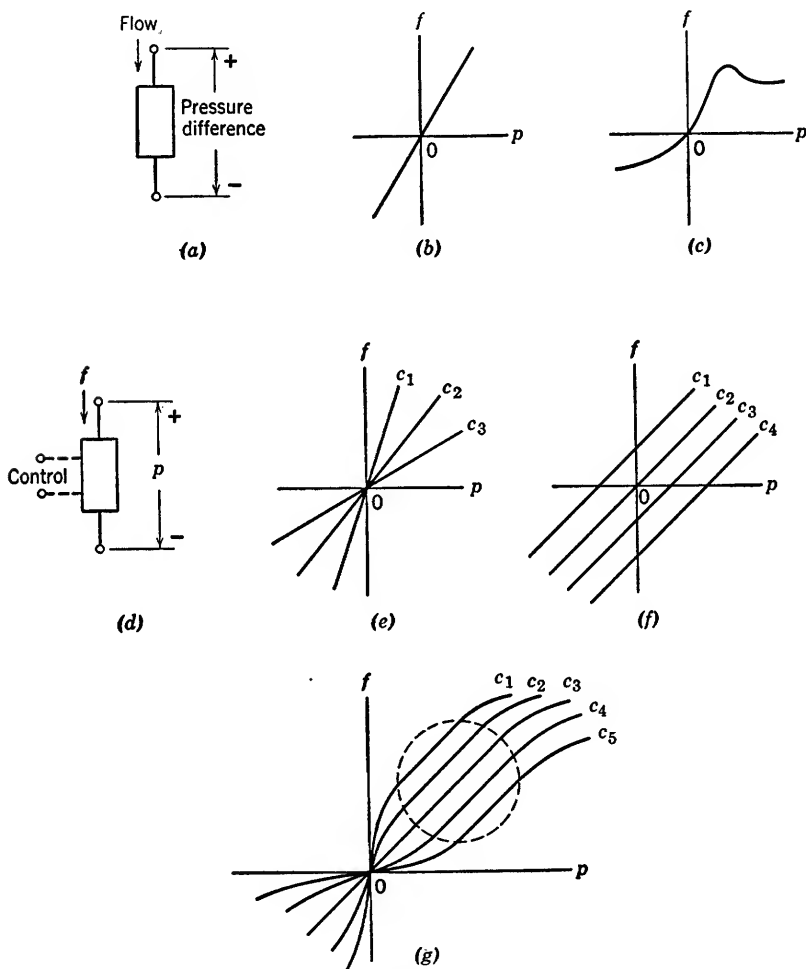 Flow
+
Pressure
difference
−
(a)
f
p
0
(b)
f
p
0
(c)
f
+
Control
p
−
(d)
f
c1
c2
c3
p
0
(e)
f
c1
c2
c3
c4
p
0
(f)
f
c1
c2
c3
c4
c5
p
0
(g)